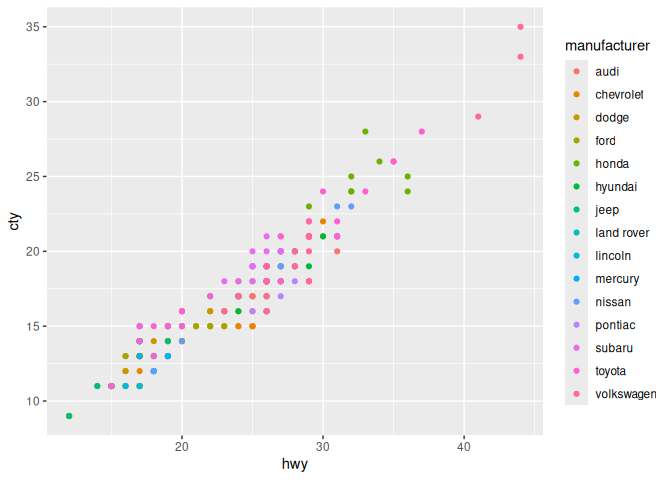 35
30
25
20
15
10
cty
20
30
40
hwy
manufacturer
audi
chevrolet
dodge
ford
honda
hyundai
jeep
land rover
lincoln
mercury
nissan
pontiac
subaru
toyota
volkswagen